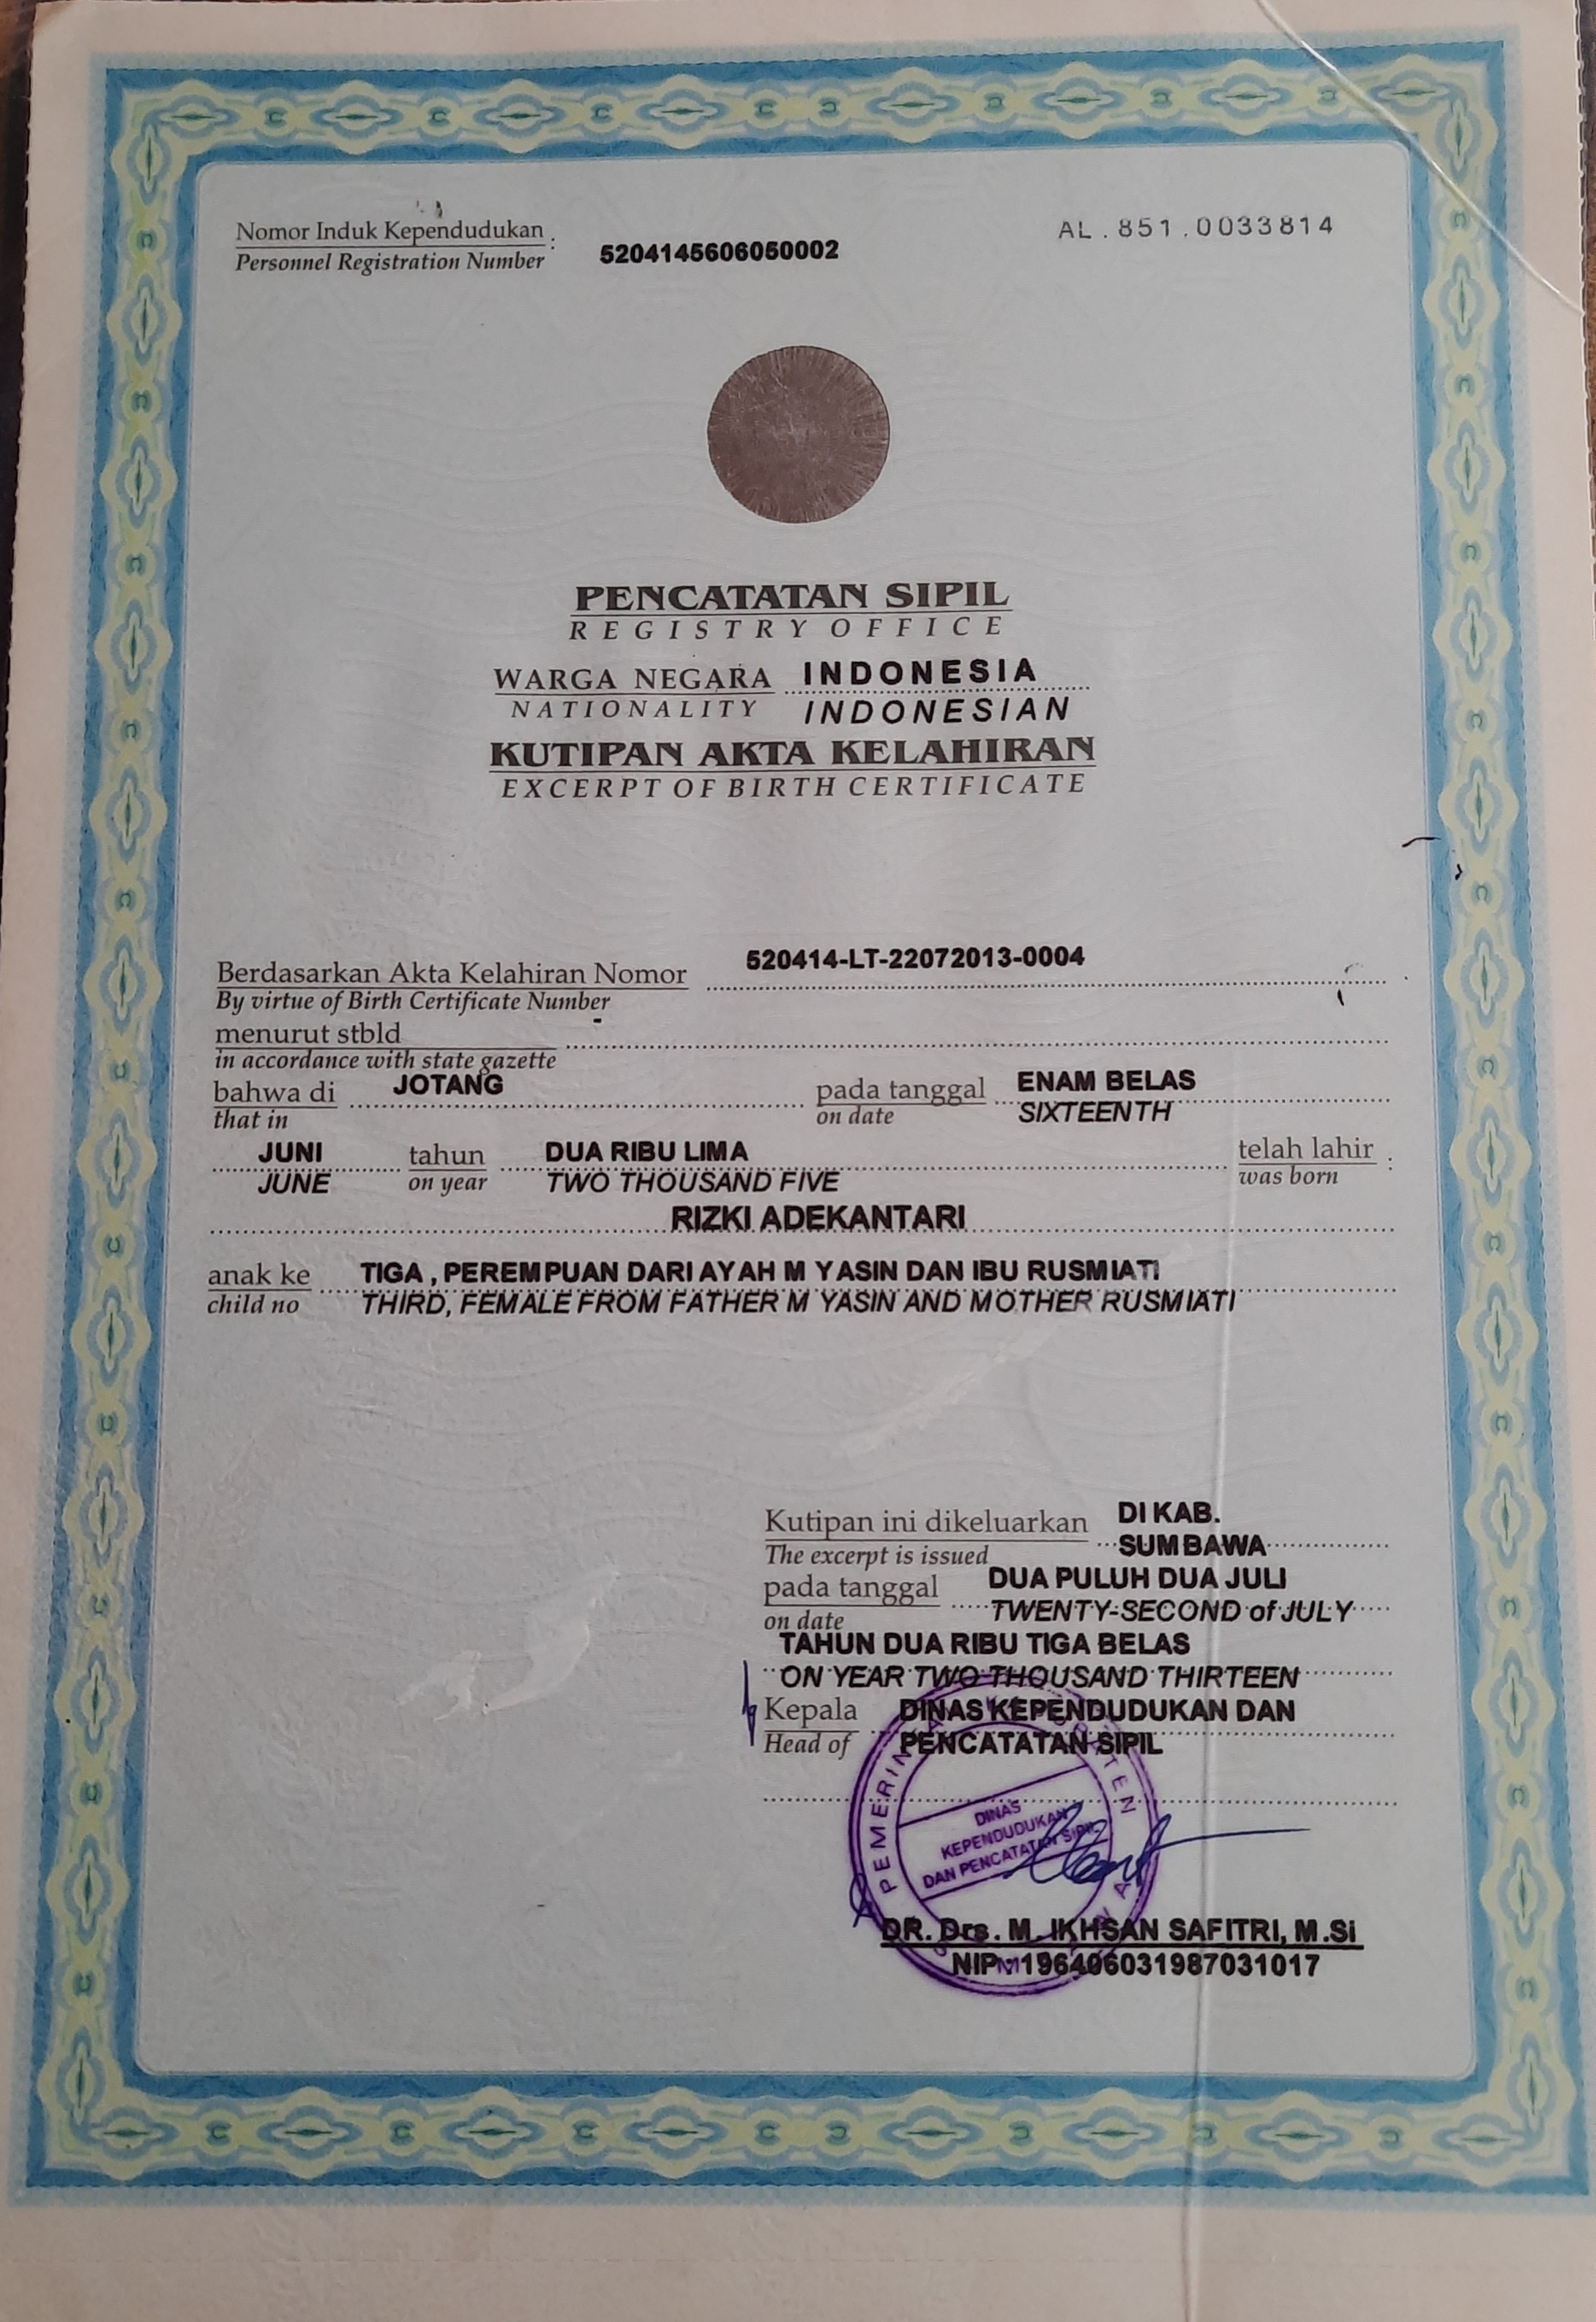 Nomor Induk Kependudukan :
Personnel Registration Number
5204145606050002
AL.851.0033814
PENCATATAN SIPIL
REGISTRY OFFICE
WARGA NEGARA INDONESIA
NATIONALITY INDONESIAN
KUTIPAN AKTA KELAHIRAN
EXCERPT OF BIRTH CERTIFICATE
Berdasarkan Akta Kelahiran Nomor 520414-LT-22072013-0004
By virtue of Birth Certificate Number
menurut stbld -
in accordance with state gazette
bahwa di JOTANG pada tanggal ENAM BELAS
that in on date SIXTEENTH
JUNI tahun DUA RIBU LIMA telah lahir :
JUNE on year TWO THOUSAND FIVE was born
RIZKI ADEKANTARI
anak ke TIGA , PEREMPUAN DARI AYAH M YASIN DAN IBU RUSMIATI
child no THIRD, FEMALE FROM FATHER M YASIN AND MOTHER RUSMIATI
Kutipan ini dikeluarkan DI KAB.
The excerpt is issued SUMBAWA
pada tanggal DUA PULUH DUA JULI
on date TWENTY-SECOND of JULY
TAHUN DUA RIBU TIGA BELAS
ON YEAR TWO THOUSAND THIRTEEN
Kepala DINAS KEPENDUDUKAN DAN
Head of PENCATATAN SIPIL
DINAS
KEPENDUDUKAN
DAN PENCATATAN SIPIL
DR. Drs. M. IKHSAN SAFITRI, M.Si
NIP. 196406031987031017